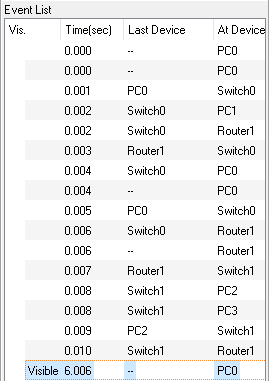 Event List
Vis. Time(sec) Last Device At Device
0.000 -- PC0
0.000 -- PC0
0.001 PC0 Switch0
0.002 Switch0 PC1
0.002 Switch0 Router1
0.003 Router1 Switch0
0.004 Switch0 PC0
0.004 -- PC0
0.005 PC0 Switch0
0.006 Switch0 Router1
0.006 -- Router1
0.007 Router1 Switch1
0.008 Switch1 PC2
0.008 Switch1 PC3
0.009 PC2 Switch1
0.010 Switch1 Router1
Visible 6.006 -- PC0